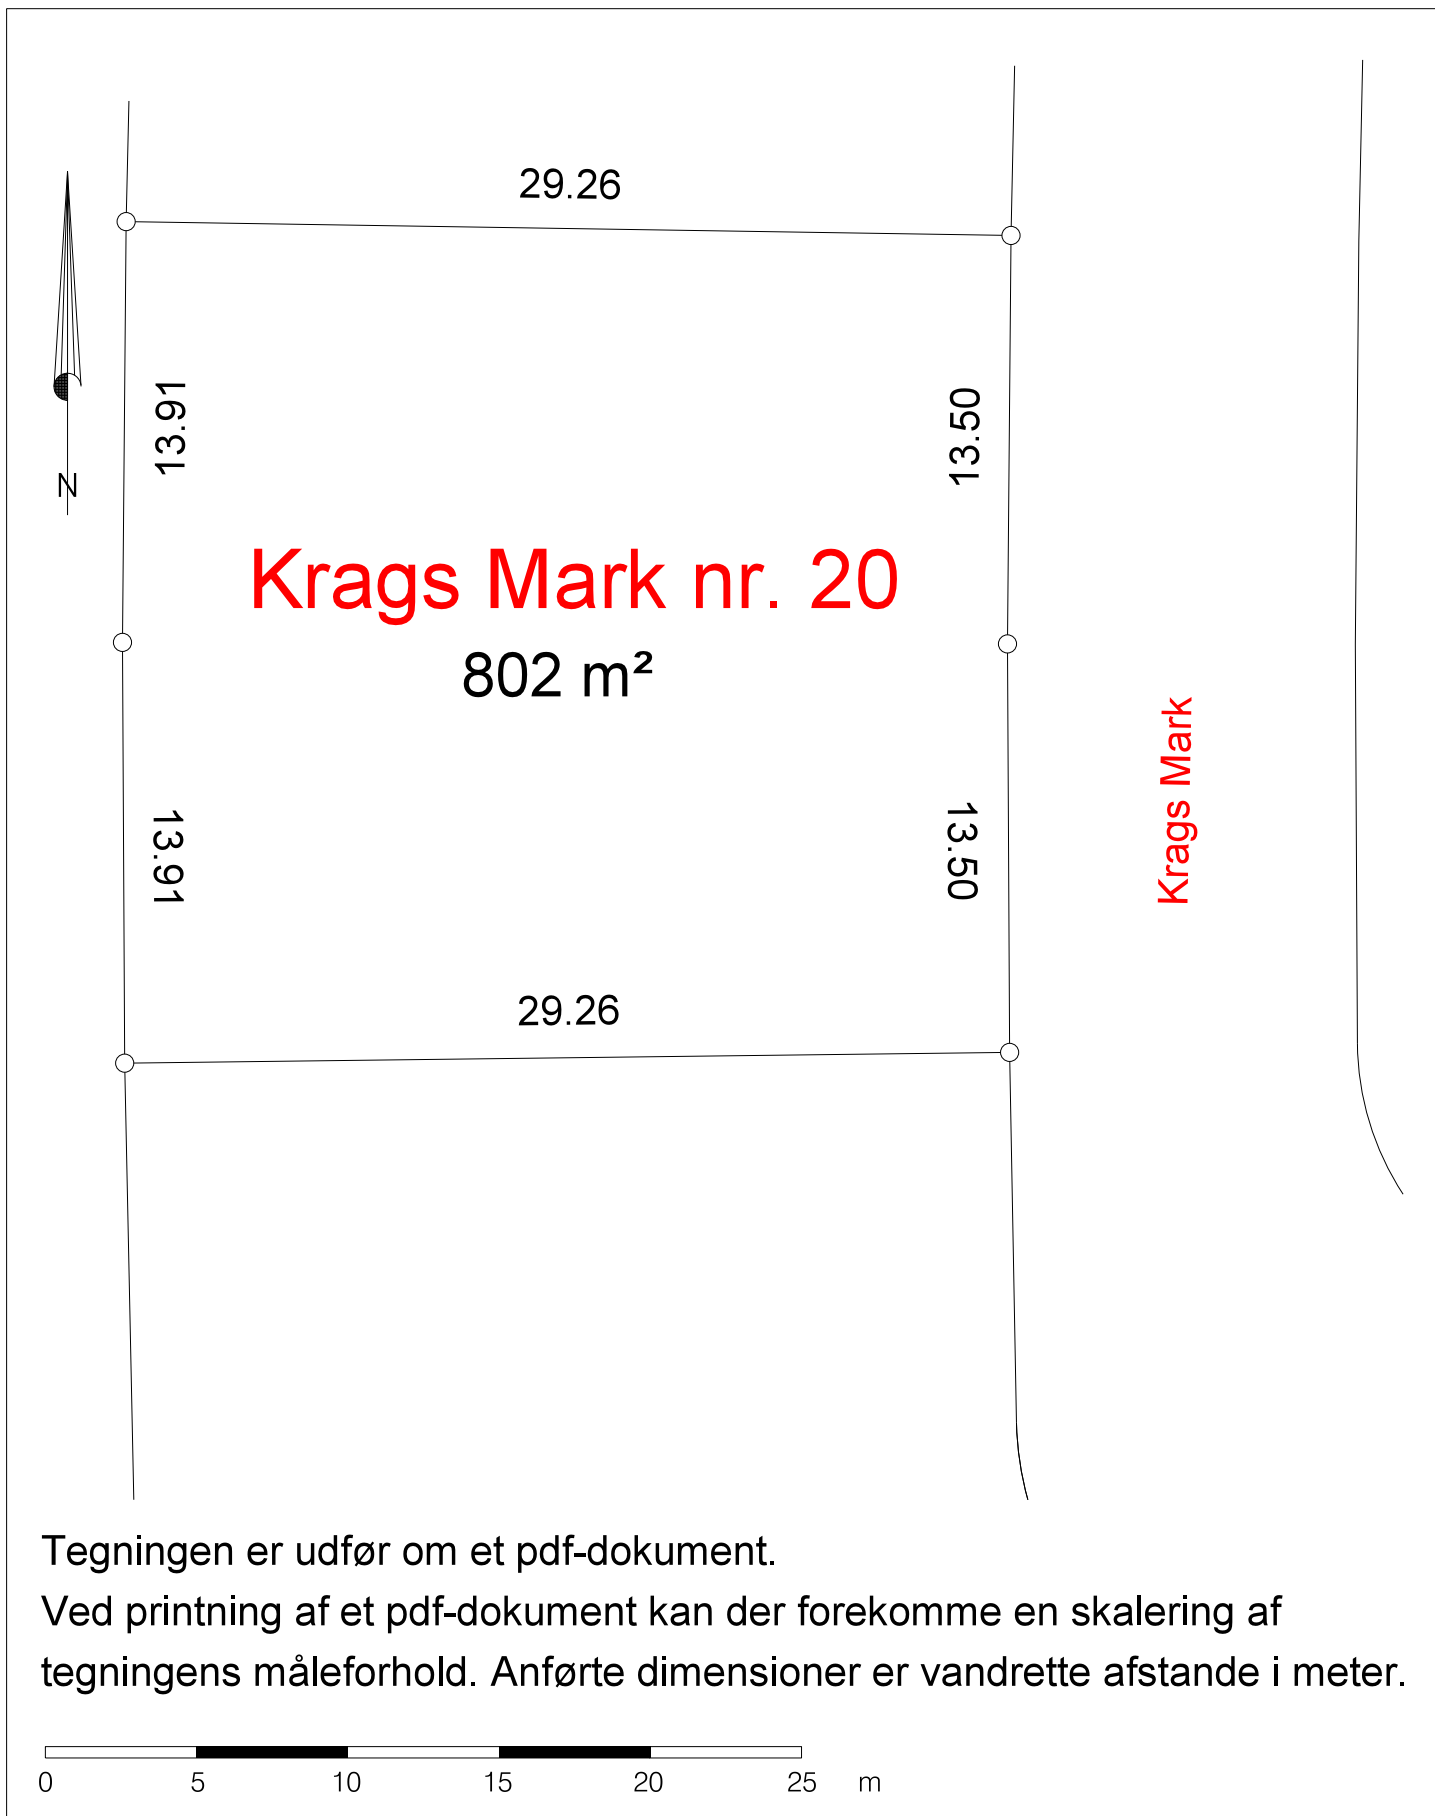 29.26
13.91
13.50
N
Krags Mark nr. 20
802 m²
Krags Mark
13.91
13.50
29.26
Tegningen er udfør om et pdf-dokument.
Ved printning af et pdf-dokument kan der forekomme en skalering af
tegningens måleforhold. Anførte dimensioner er vandrette afstande i meter.
0 5 10 15 20 25 m